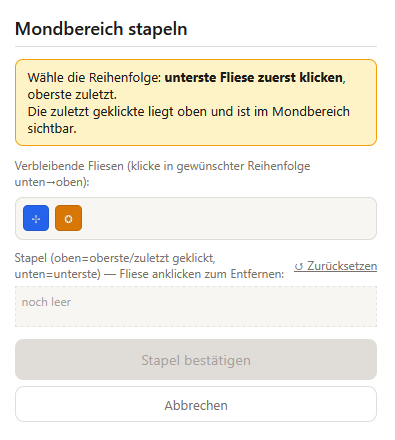 Mondbereich stapeln
Wähle die Reihenfolge: unterste Fliese zuerst klicken,
oberste zuletzt.
Die zuletzt geklickte liegt oben und ist im Mondbereich
sichtbar.
Verbleibende Fliesen (klicke in gewünschter Reihenfolge
unten→oben):
Stapel (oben=oberste/zuletzt geklickt,
unten=unterste) — Fliese anklicken zum Entfernen:
↺ Zurücksetzen
noch leer
Stapel bestätigen
Abbrechen